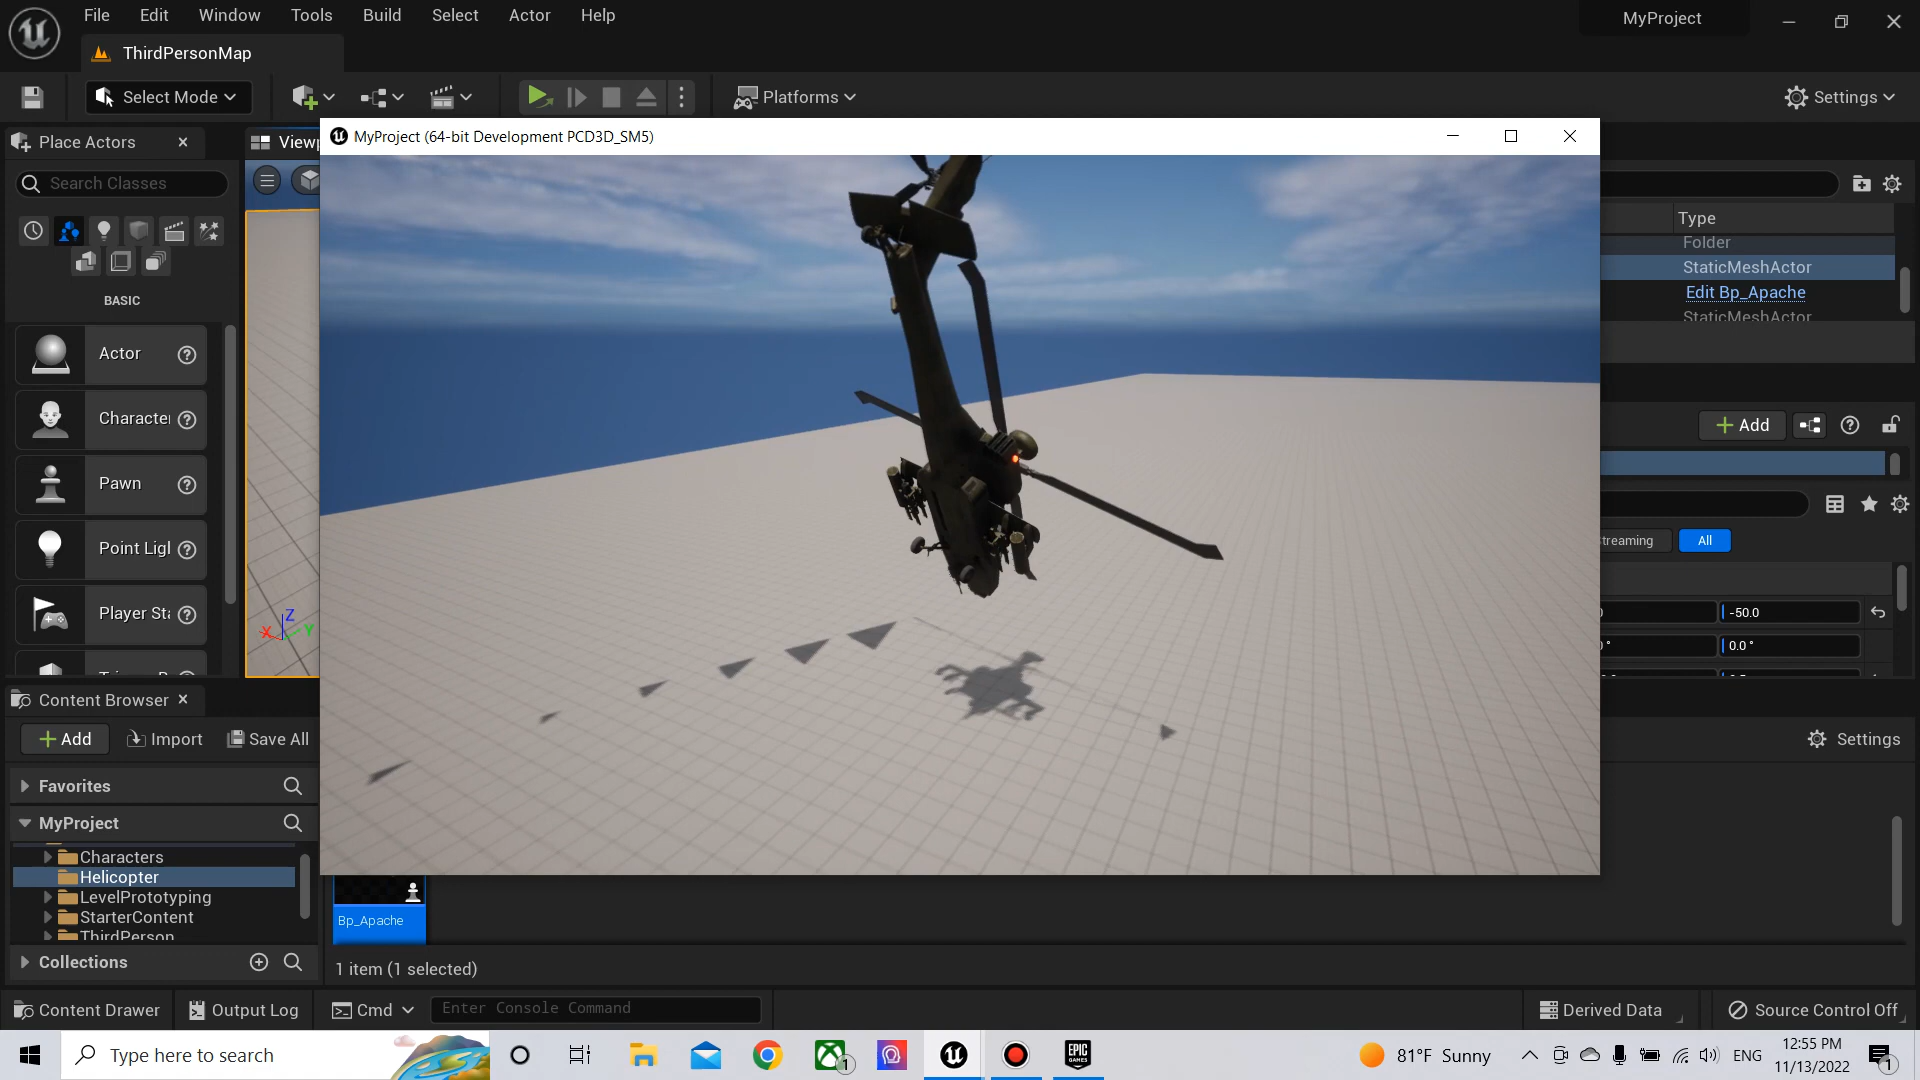 File Edit Window Tools Build Select Actor Help
MyProject
ThirdPersonMap
Select Mode
Platforms
Settings
Place Actors
MyProject (64-bit Development PCD3D_SM5)
Search Classes
Type
Folder
StaticMeshActor
Edit Bp_Apache
StaticMeshActor
BASIC
Actor
Pawn
Add
All
-50.0
0.0 °
Content Browser
Add Import Save All
Settings
Favorites
MyProject
Characters
Helicopter
LevelPrototyping
StarterContent
ThirdPerson
Bp_Apache
Collections
1 item (1 selected)
Content Drawer Output Log Cmd Enter Console Command
Derived Data Source Control Off
Type here to search
1
EPIC
GAMES
81°F Sunny
ENG
12:55 PM
11/13/2022
1